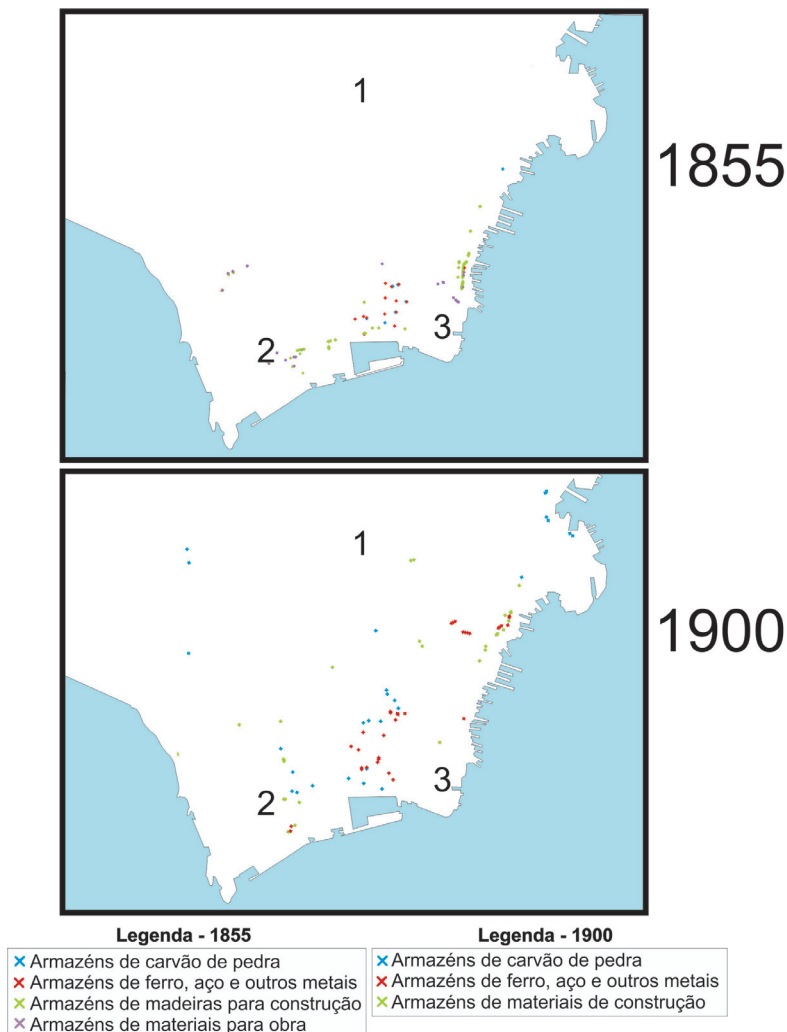 1
1855
2
3
1
1900
2
3
Legenda - 1855
Armazéns de carvão de pedra
Armazéns de ferro, aço e outros metais
Armazéns de madeiras para construção
Armazéns de materiais para obra
Legenda - 1900
Armazéns de carvão de pedra
Armazéns de ferro, aço e outros metais
Armazéns de materiais de construção